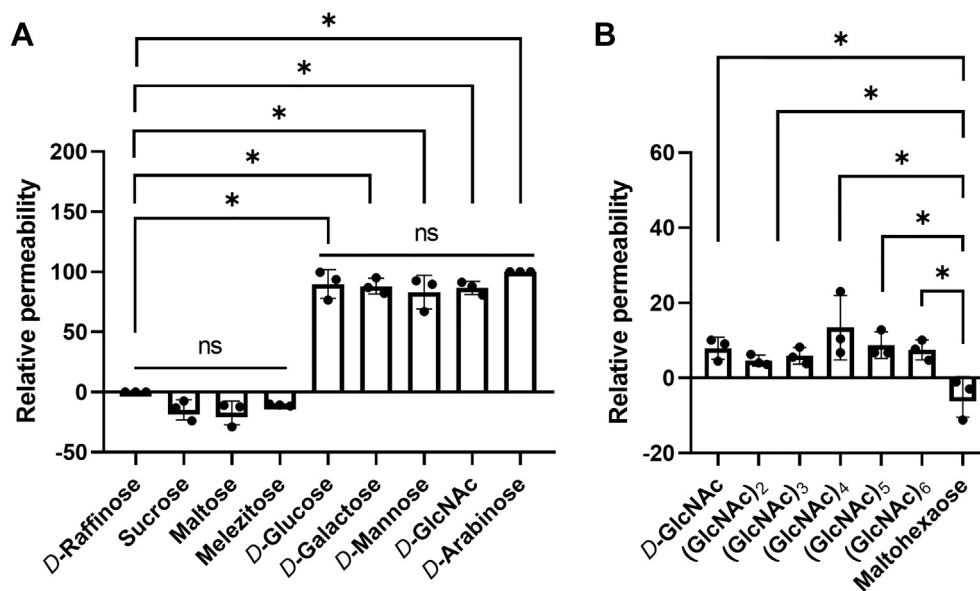 A
*
*
*
*
*
ns
ns
Relative permeability
200
150
100
50
0
-50
D-Raffinose
Sucrose
Maltose
Melezitose
D-Glucose
D-Galactose
D-Mannose
D-GlcNAc
D-Arabinose
B
*
*
*
*
*
Relative permeability
60
40
20
0
-20
D-GlcNAc
(GlcNAc)₂
(GlcNAc)₃
(GlcNAc)₄
(GlcNAc)₅
(GlcNAc)₆
Maltohexaose